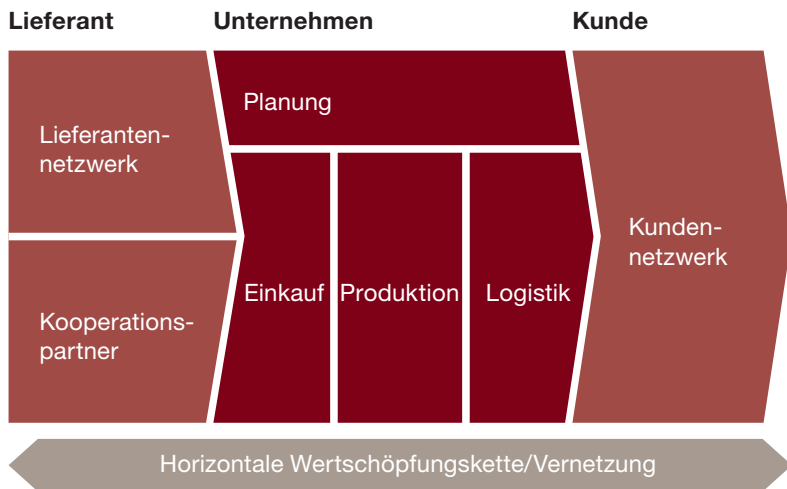 Lieferant
Unternehmen
Kunde
Planung
Lieferanten-
netzwerk
Kooperations-
partner
Einkauf
Produktion
Logistik
Kunden-
netzwerk
Horizontale Wertschöpfungskette/Vernetzung